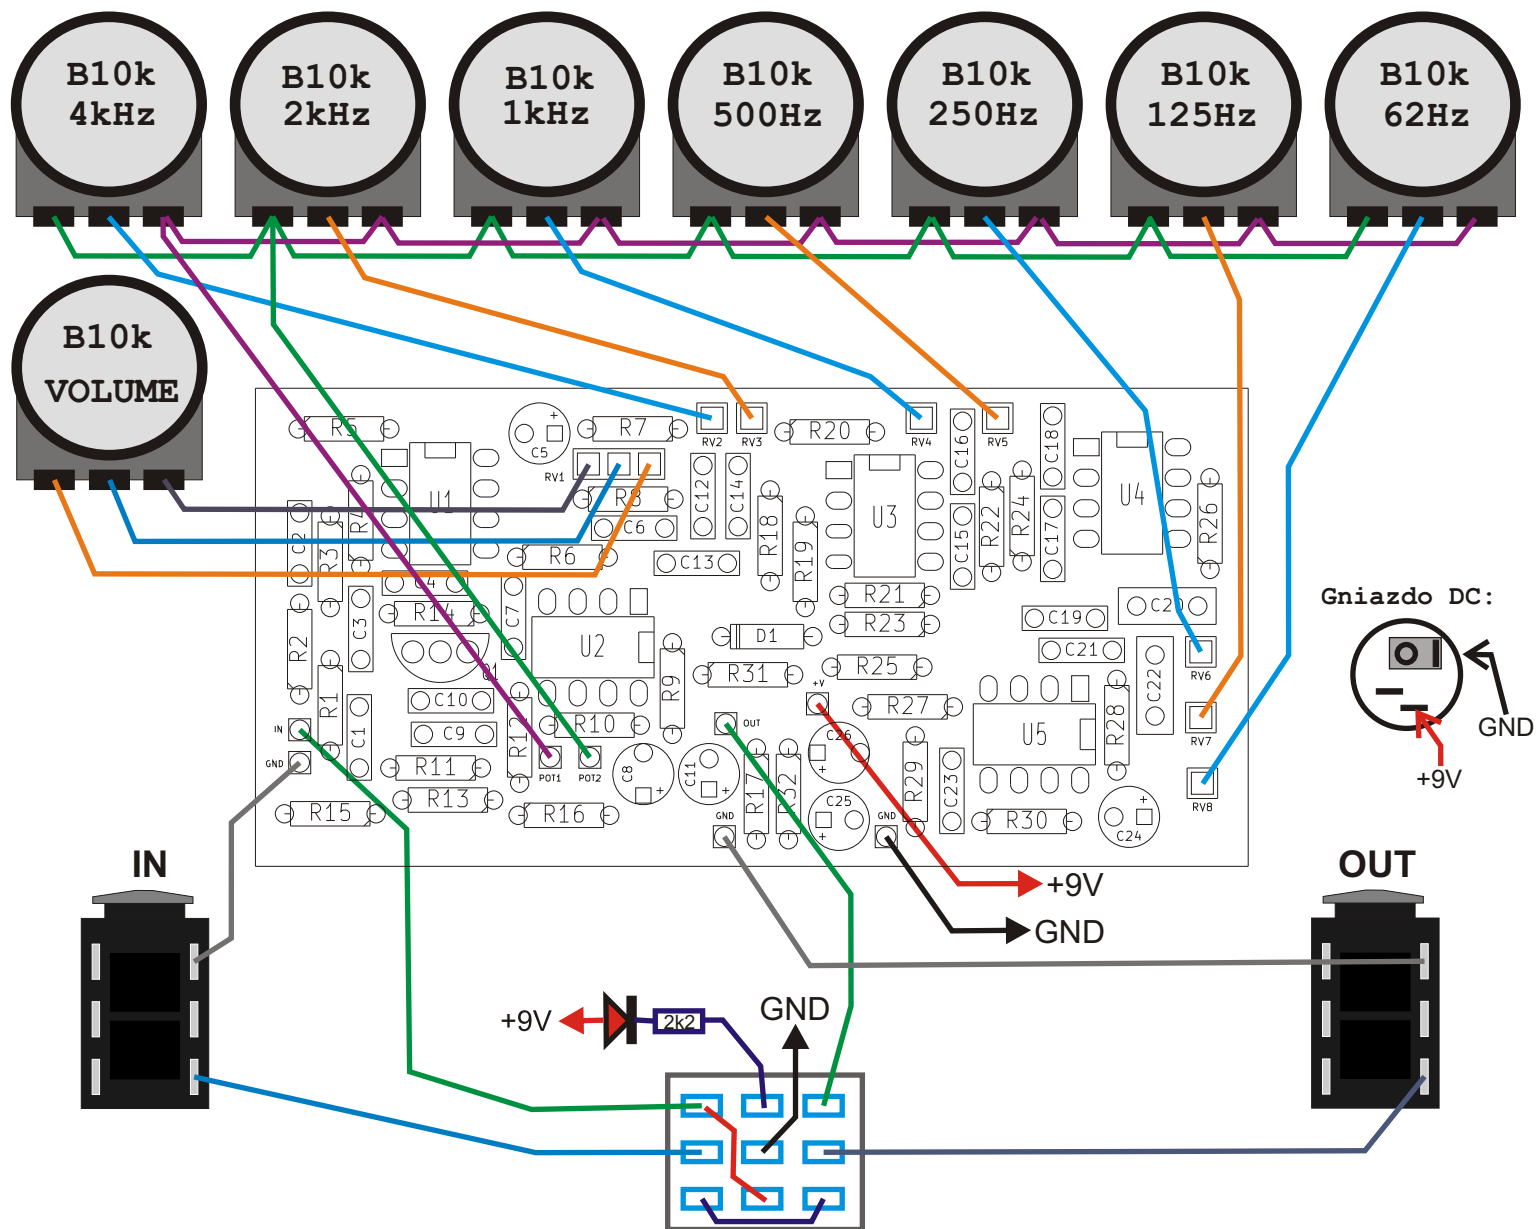 B10k
4kHz
B10k
2kHz
B10k
1kHz
B10k
500Hz
B10k
250Hz
B10k
125Hz
B10k
62Hz
B10k
VOLUME
R5
C5
+
R7
RV2
RV3
R20
RV4
C16
RV5
C18
RV1
R8
C12
C14
U1
R4
C2
R3
C6
R6
C13
R18
R19
U3
C15
R22
R24
C17
U4
R26
C4
R14
C7
R21
R23
C19
C20
C21
R2
C3
Q1
U2
D1
R31
R9
R25
R27
C22
RV6
RV7
RV8
R1
C10
C9
C1
R12
R10
IN
GND
POT1
POT2
R11
R13
R15
R16
C8
+
C11
+
OUT
+V
R17
R32
C26
+
C25
+
GND
GND
R29
C23
U5
R28
R30
C24
+
Gniazdo DC:
GND
+9V
IN
OUT
+9V
GND
+9V
2k2
GND